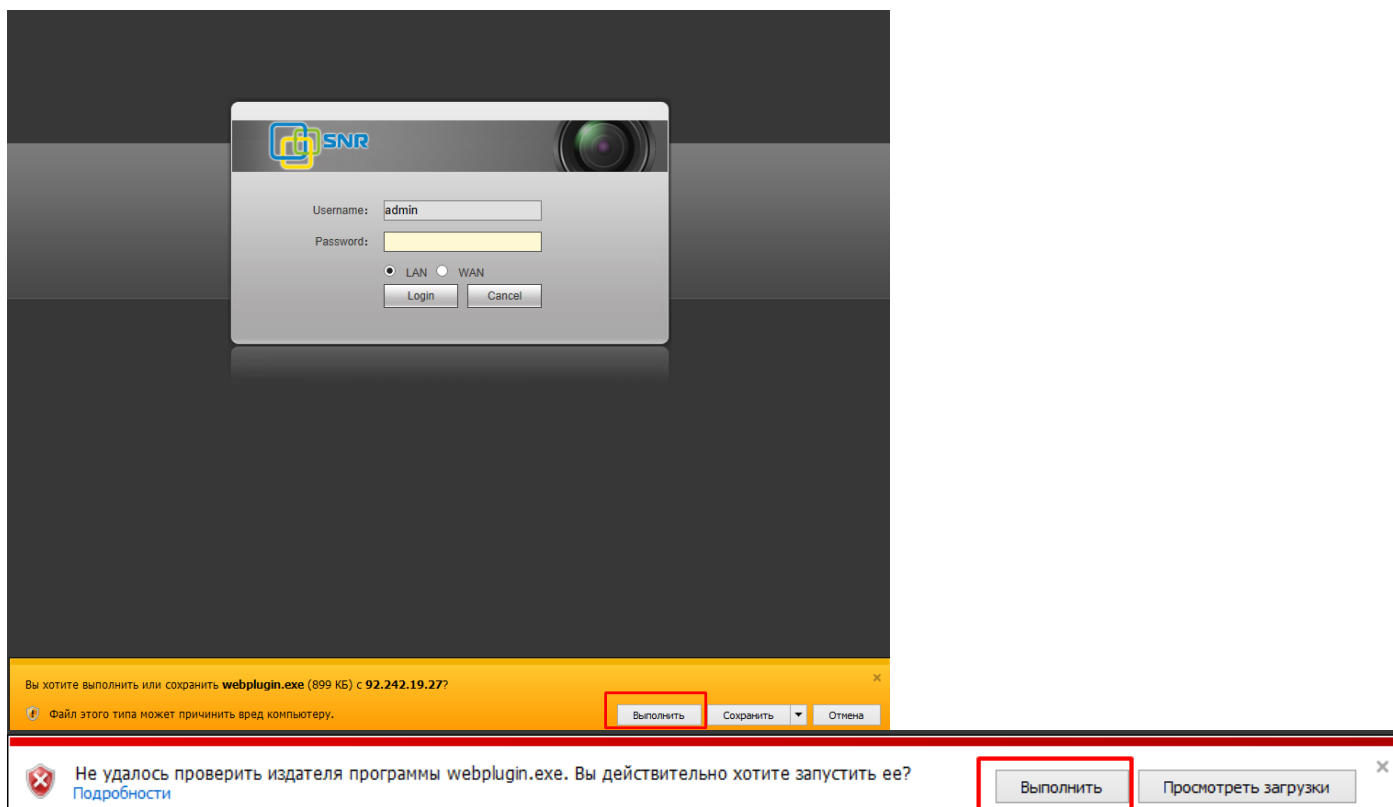 SNR
Username:
admin
Password:
LAN WAN
Login Cancel
Вы хотите выполнить или сохранить webplugin.exe (899 КБ) с 92.242.19.27?
Файл этого типа может причинить вред компьютеру.
Выполнить Сохранить Отмена
Не удалось проверить издателя программы webplugin.exe. Вы действительно хотите запустить ее?
Подробности
Выполнить Просмотреть загрузки